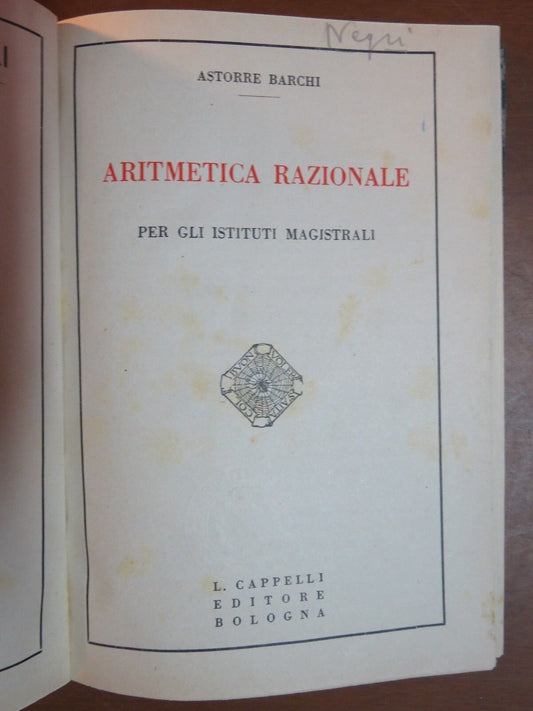 Negri
ASTORRE BARCHI
ARITMETICA RAZIONALE
PER GLI ISTITUTI MAGISTRALI
L. CAPPELLI
EDITORE
BOLOGNA